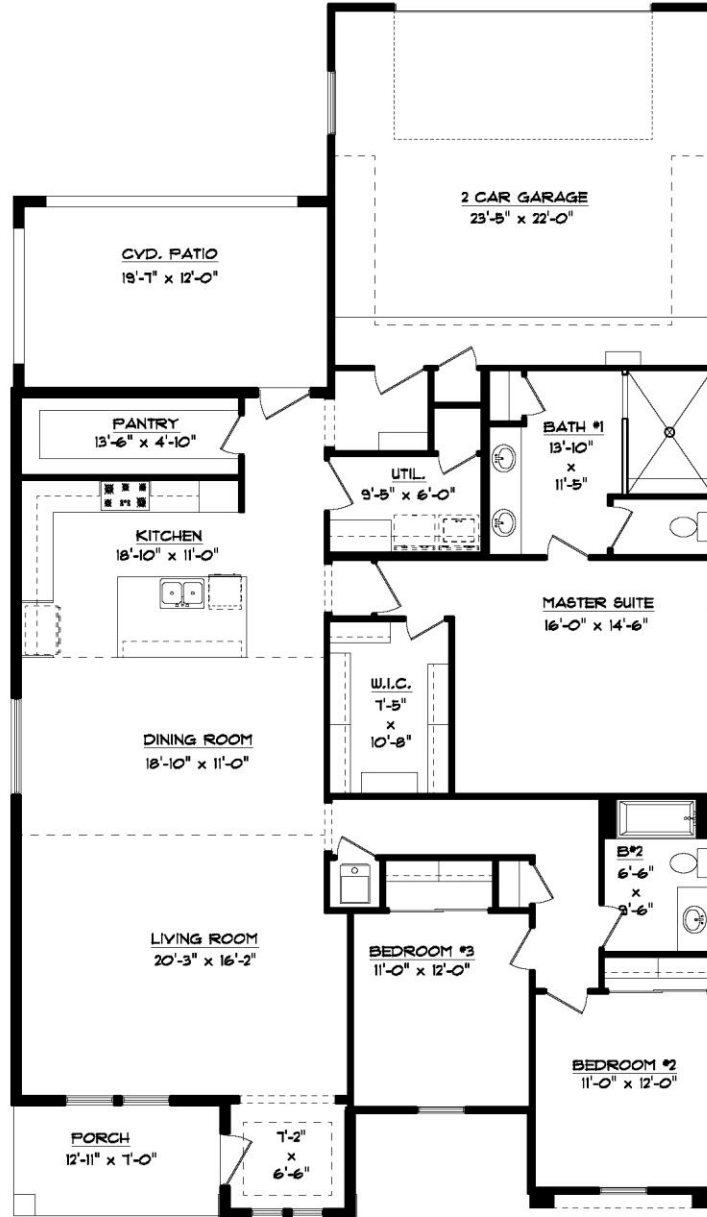 2 CAR GARAGE
23'-5" x 22'-0"
CVD. PATIO
19'-7" x 12'-0"
PANTRY
13'-6" x 4'-10"
BATH #1
13'-10"
x
11'-5"
UTIL.
9'-5" x 6'-0"
KITCHEN
18'-10" x 11'-0"
MASTER SUITE
16'-0" x 14'-6"
W.I.C.
7'-5"
x
10'-8"
DINING ROOM
18'-10" x 11'-0"
B#2
6'-6"
x
9'-6"
LIVING ROOM
20'-3" x 16'-2"
BEDROOM #3
11'-0" x 12'-0"
BEDROOM #2
11'-0" x 12'-0"
PORCH
12'-11" x 7'-0"
7'-2"
x
6'-6"